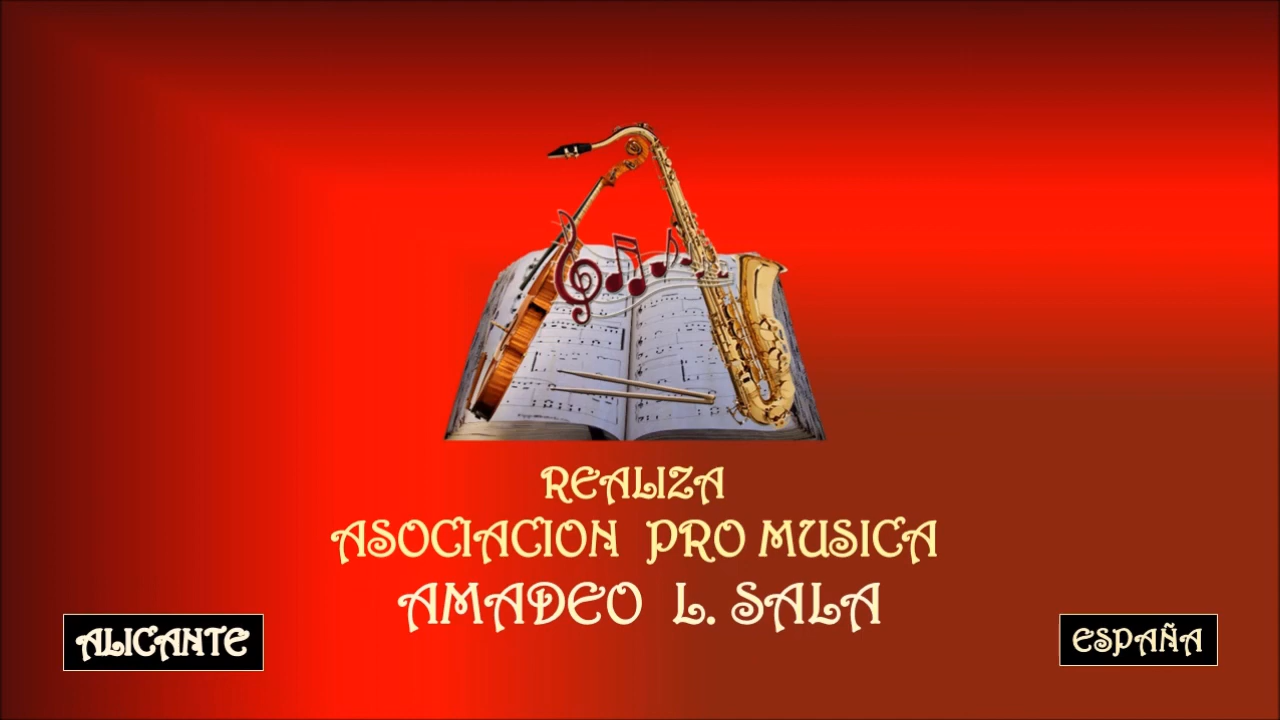 REALIZA
ASOCIACION PRO MUSICA
AMADEO L. SALA
ALICANTE
ESPAÑA